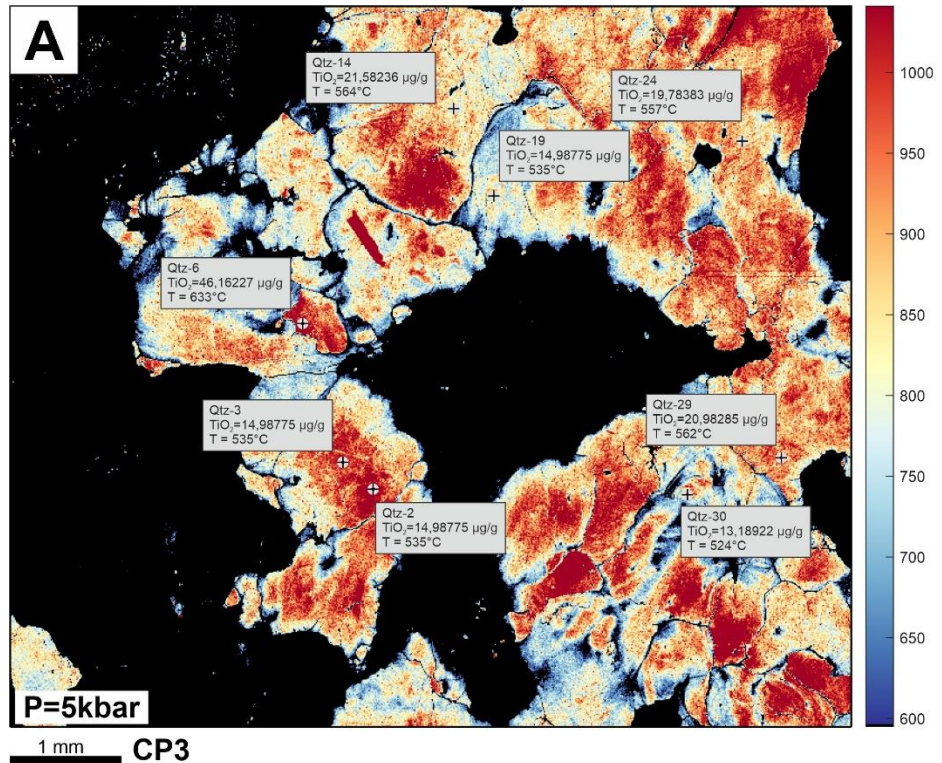 A
Qtz-14
TiO₂=21,58236 µg/g
T = 564°C
Qtz-24
TiO₂=19,78383 µg/g
T = 557°C
Qtz-19
TiO₂=14,98775 µg/g
T = 535°C
Qtz-6
TiO₂=46,16227 µg/g
T = 633°C
Qtz-3
TiO₂=14,98775 µg/g
T = 535°C
Qtz-29
TiO₂=20,98285 µg/g
T = 562°C
Qtz-2
TiO₂=14,98775 µg/g
T = 535°C
Qtz-30
TiO₂=13,18922 µg/g
T = 524°C
P=5kbar
1 mm CP3
1000
950
900
850
800
750
700
650
600